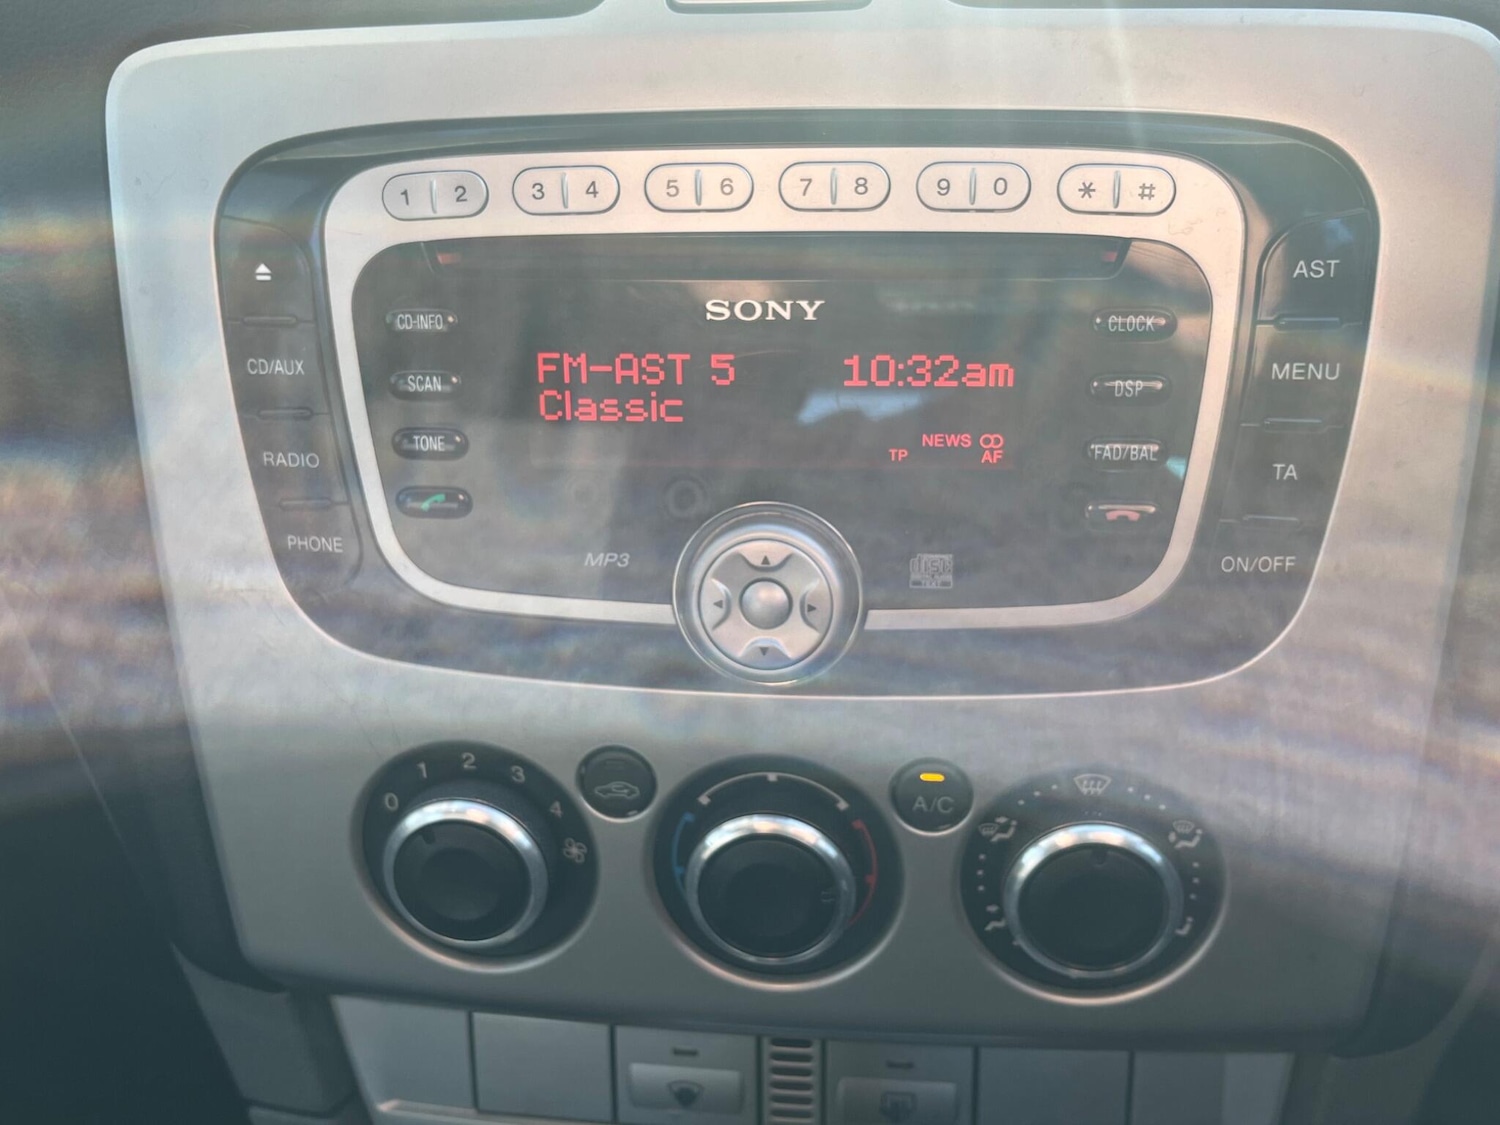 1 2 3 4 5 6 7 8 9 0 * #
SONY
CD-INFO
SCAN
TONE
FM-AST 5 10:32am
Classic
NEWS
TP AF
CLOCK
DSP
FAD/BAL
CD/AUX
RADIO
PHONE
AST
MENU
TA
ON/OFF
MP3
disc
0 1 2 3 4
A/C